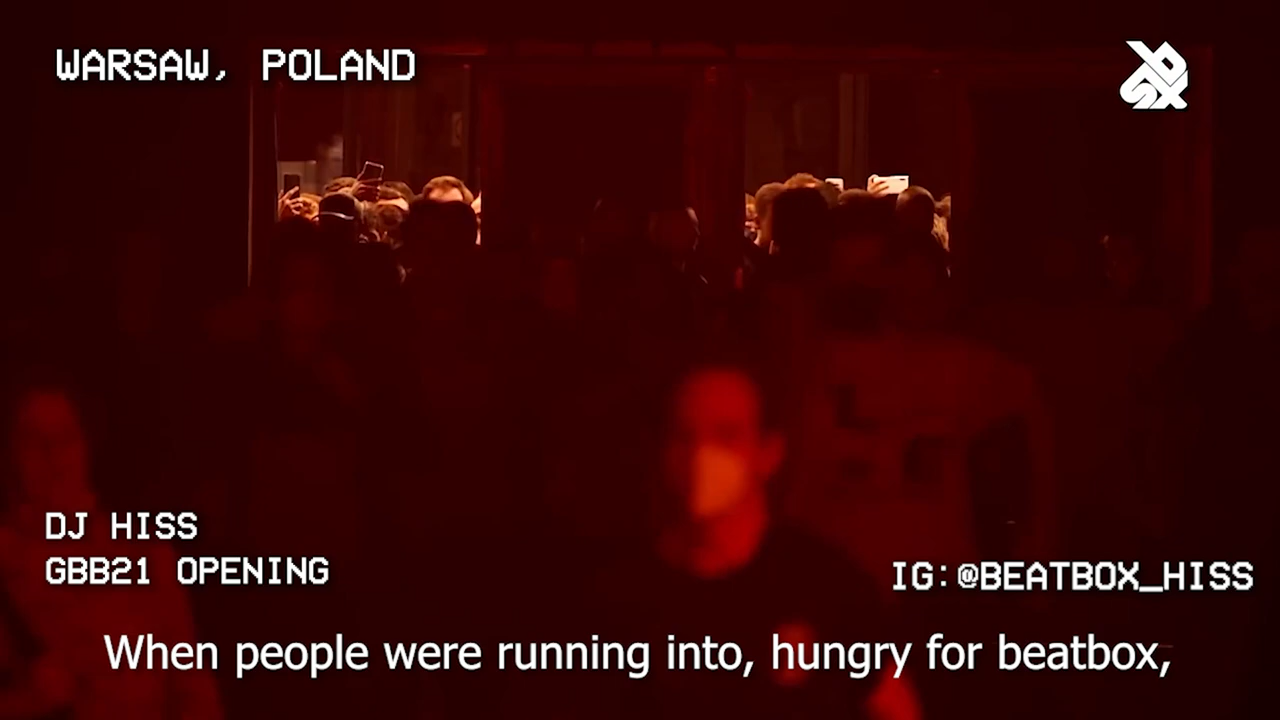 WARSAW, POLAND
DJ HISS
GBB21 OPENING
IG:@BEATBOX_HISS
When people were running into, hungry for beatbox,